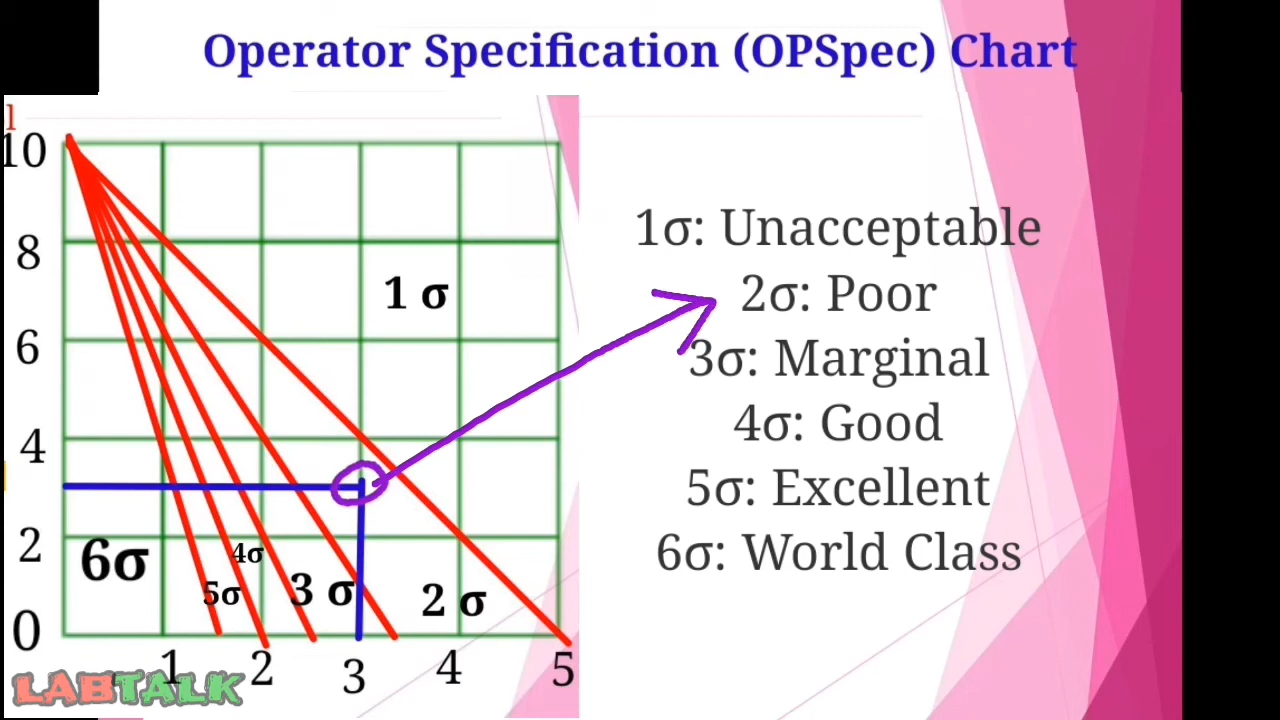 Operator Specification (OPSpec) Chart
10
8
6
4
2
0
1 2 3 4 5
1 σ
6σ
5σ
4σ
3 σ
2 σ
1σ: Unacceptable
2σ: Poor
3σ: Marginal
4σ: Good
5σ: Excellent
6σ: World Class
LABTALK